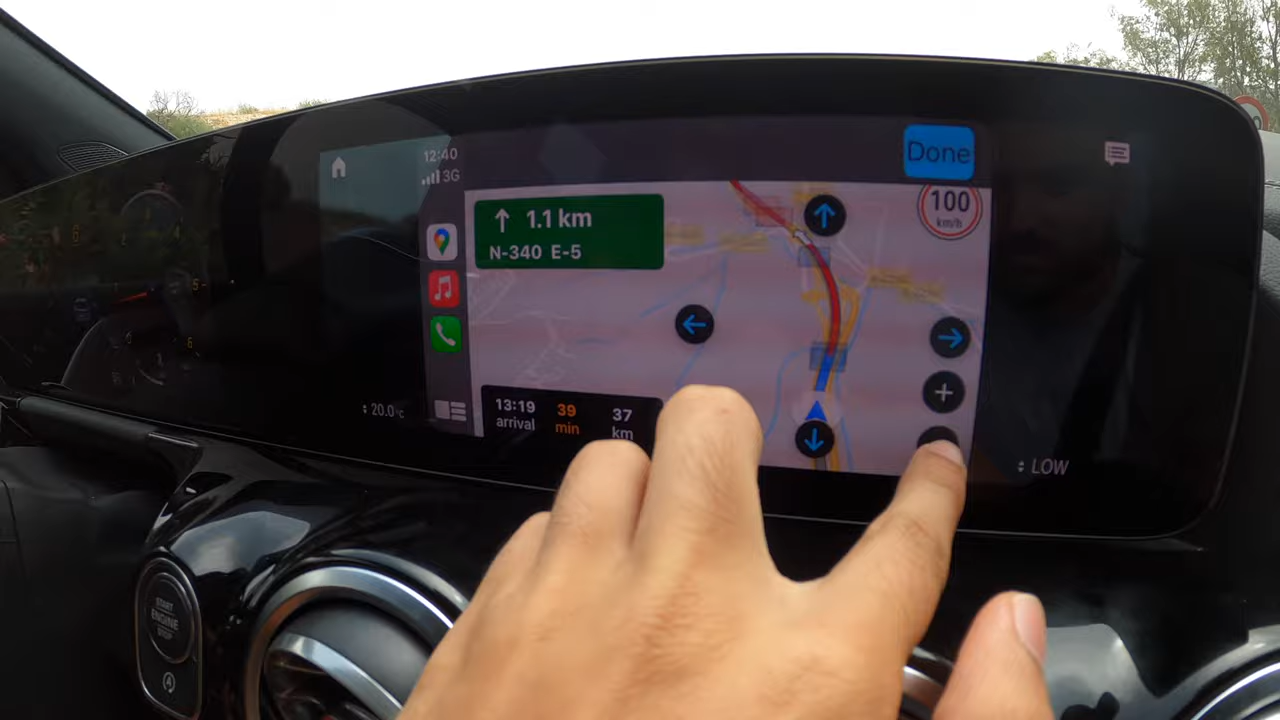 12:40
3G
Done
1.1 km
N-340 E-5
100
km/h
13:19 39 37
arrival min km
20.0°C
LOW
START
ENGINE
STOP
A